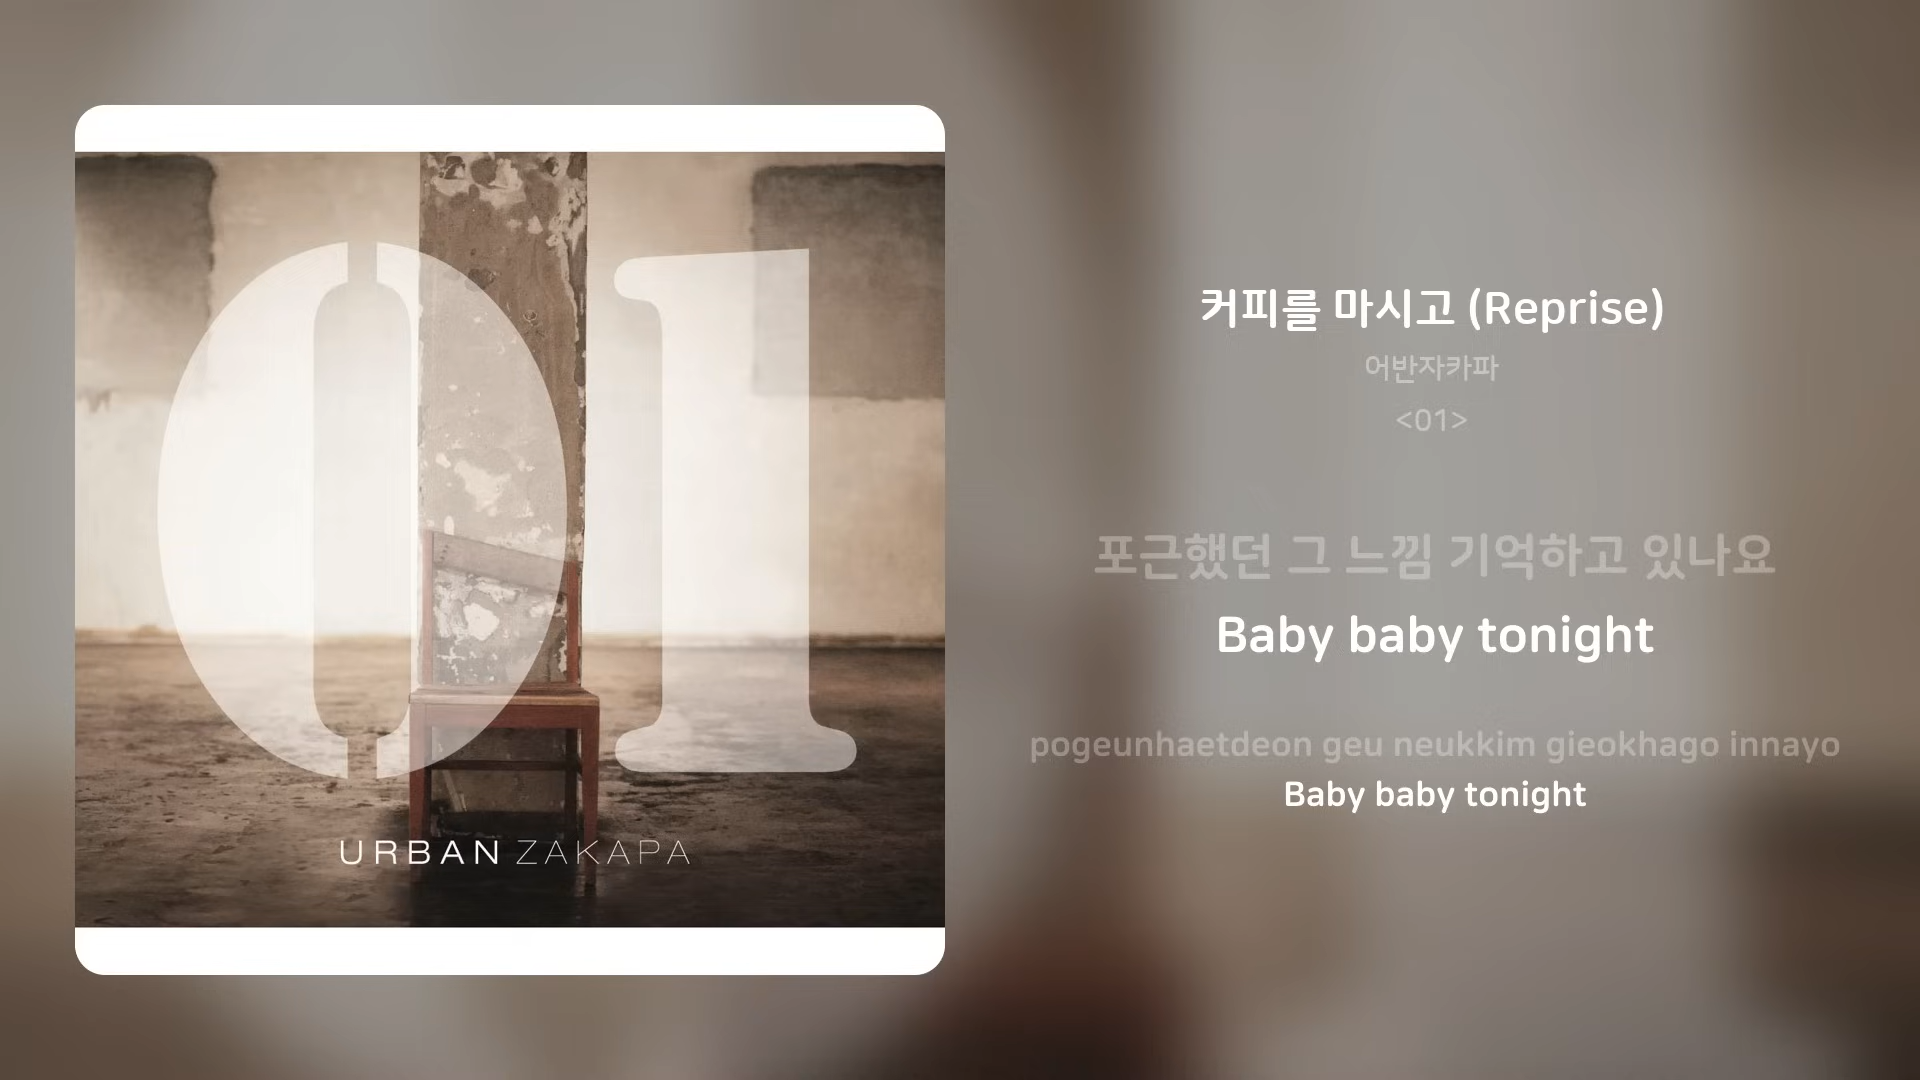 01
URBAN ZAKAPA
커피를 마시고 (Reprise)
어반자카파
<01>
포근했던 그 느낌 기억하고 있나요
Baby baby tonight
pogeunhaetdeon geu neukkim gieokhago innayo
Baby baby tonight